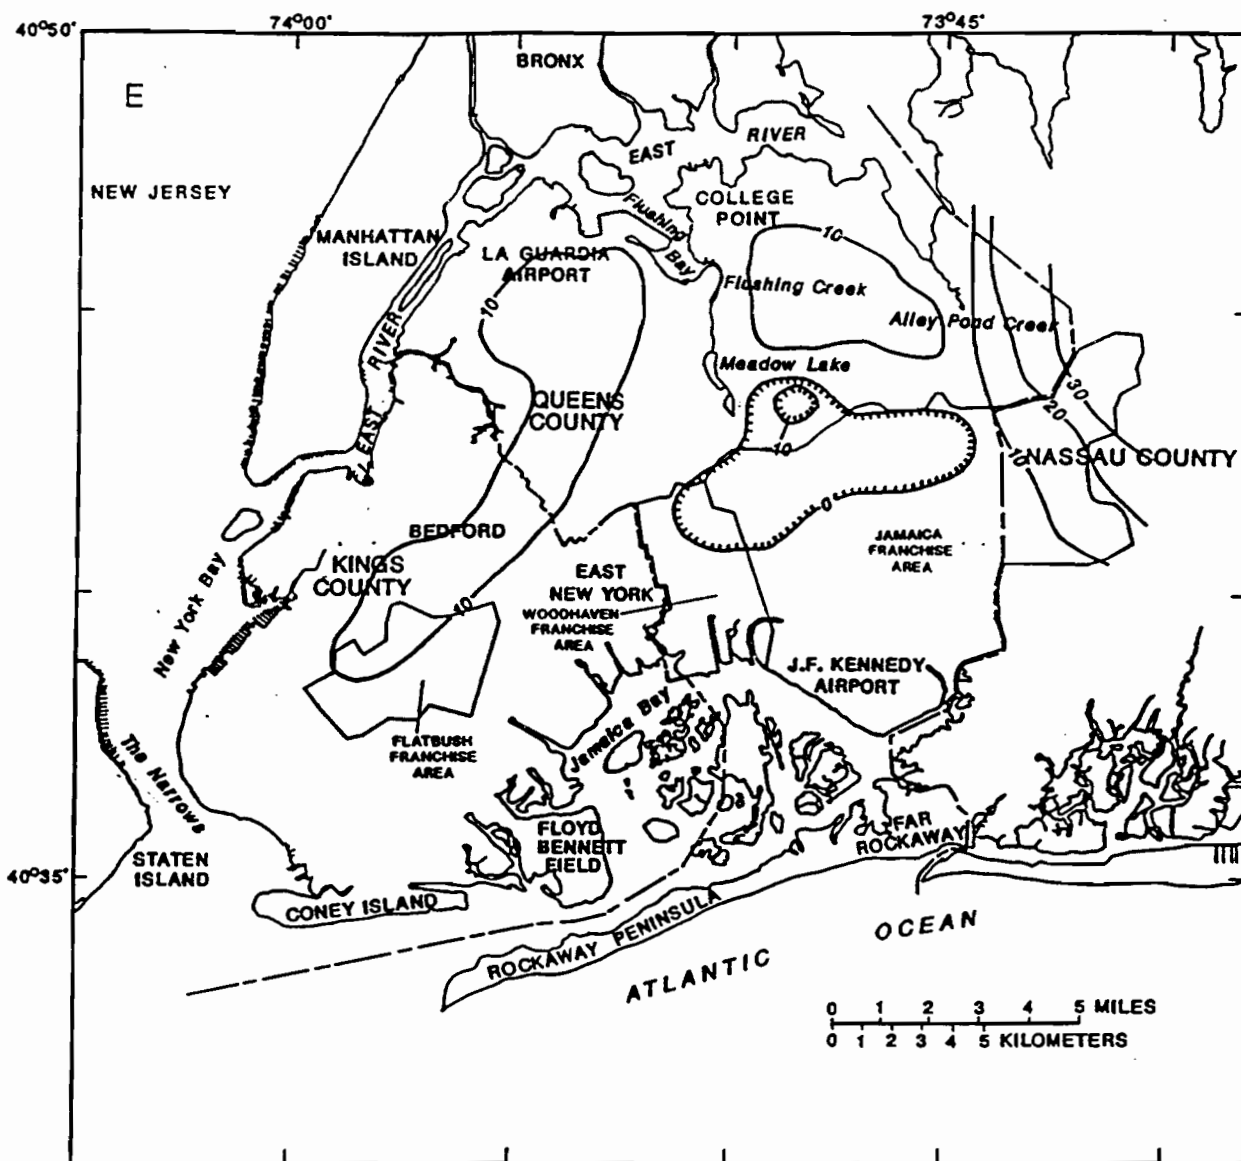 74°00'
73°45'
40°50'
BRONX
E
EAST
RIVER
NEW JERSEY
COLLEGE
POINT
Flushing
Bay
MANHATTAN
ISLAND
LA GUARDIA
AIRPORT
10
10
Flushing Creek
Alley Pond Creek
EAST
RIVER
Meadow Lake
QUEENS
COUNTY
10
0
30
20
10
NASSAU COUNTY
BEDFORD
JAMAICA
FRANCHISE
AREA
KINGS
COUNTY
10
EAST
NEW YORK
WOODHAVEN
FRANCHISE
AREA
New York Bay
J.F. KENNEDY
AIRPORT
Jamaica Bay
FLATBUSH
FRANCHISE
AREA
The Narrows
FLOYD
BENNETT
FIELD
FAR
ROCKAWAY
STATEN
ISLAND
40°35'
CONEY ISLAND
ROCKAWAY PENINSULA
ATLANTIC
OCEAN
0 1 2 3 4 5 MILES
0 1 2 3 4 5 KILOMETERS